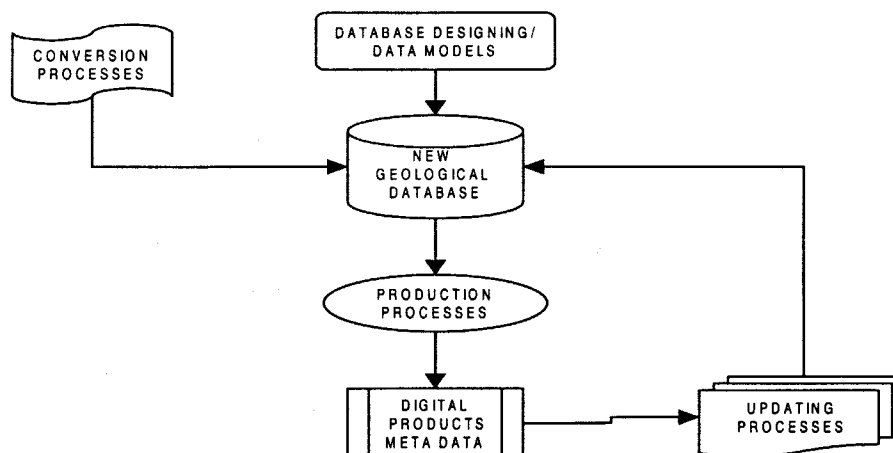 DATABASE DESIGNING/
DATA MODELS
CONVERSION
PROCESSES
NEW
GEOLOGICAL
DATABASE
PRODUCTION
PROCESSES
DIGITAL
PRODUCTS
META DATA
UPDATING
PROCESSES